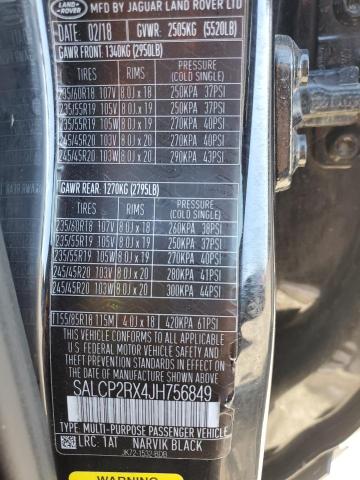 LAND-ROVER
MFD BY JAGUAR LAND ROVER LTD
DATE: 02/18 GVWR: 2505KG (5520LB)
GAWR FRONT: 1340KG (2950LB)
TIRES RIMS PRESSURE (COLD SINGLE)
235/60R18 107V 8.0J x 18 250KPA 37PSI
235/55R19 105V 8.0J x 19 250KPA 37PSI
235/55R19 105W 8.0J x 19 270KPA 40PSI
245/45R20 103V 8.0J x 20 270KPA 40PSI
245/45R20 103W 8.0J x 20 290KPA 43PSI
GAWR REAR: 1270KG (2795LB)
TIRES RIMS PRESSURE (COLD SINGLE)
235/60R18 107V 8.0J x 18 260KPA 38PSI
235/55R19 105V 8.0J x 19 250KPA 37PSI
235/55R19 105W 8.0J x 19 270KPA 40PSI
245/45R20 103V 8.0J x 20 280KPA 41PSI
245/45R20 103W 8.0J x 20 300KPA 44PSI
T155/85R18 115M 4.0J x 18 420KPA 61PSI
THIS VEHICLE CONFORMS TO ALL APPLICABLE
U.S FEDERAL MOTOR VEHICLE SAFETY STANDARDS
IN EFFECT ON THE DATE OF MANUFACTURE
SHOWN ABOVE
SALCP2RX4JH756849
TYPE: MULTI-PURPOSE PASSENGER VEHICLE
LRC: 1AT NARVIK BLACK
JK72-1532-BDB
WARNING